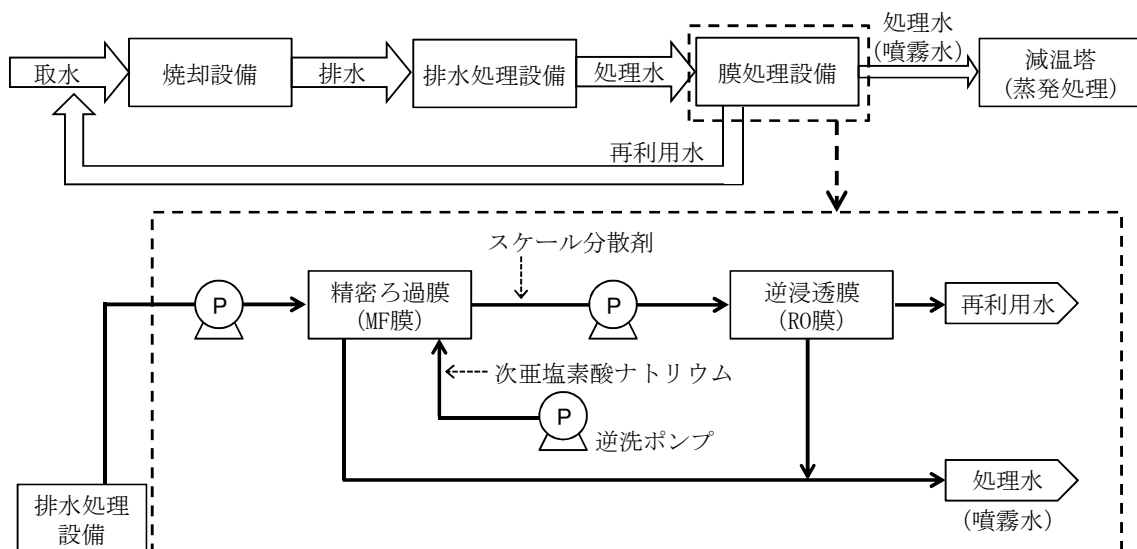 取水
焼却設備
排水
排水処理設備
処理水
膜処理設備
処理水
(噴霧水)
減温塔
(蒸発処理)
再利用水
スケール分散剤
P
精密ろ過膜
(MF膜)
P
逆浸透膜
(RO膜)
再利用水
次亜塩素酸ナトリウム
P
逆洗ポンプ
排水処理
設備
処理水
(噴霧水)